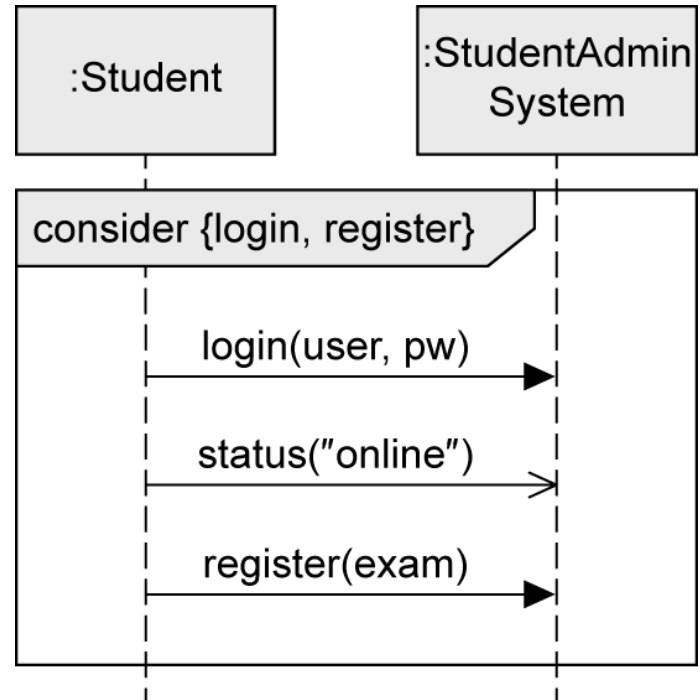 :Student
:StudentAdmin
System
consider {login, register}
login(user, pw)
status("online")
register(exam)